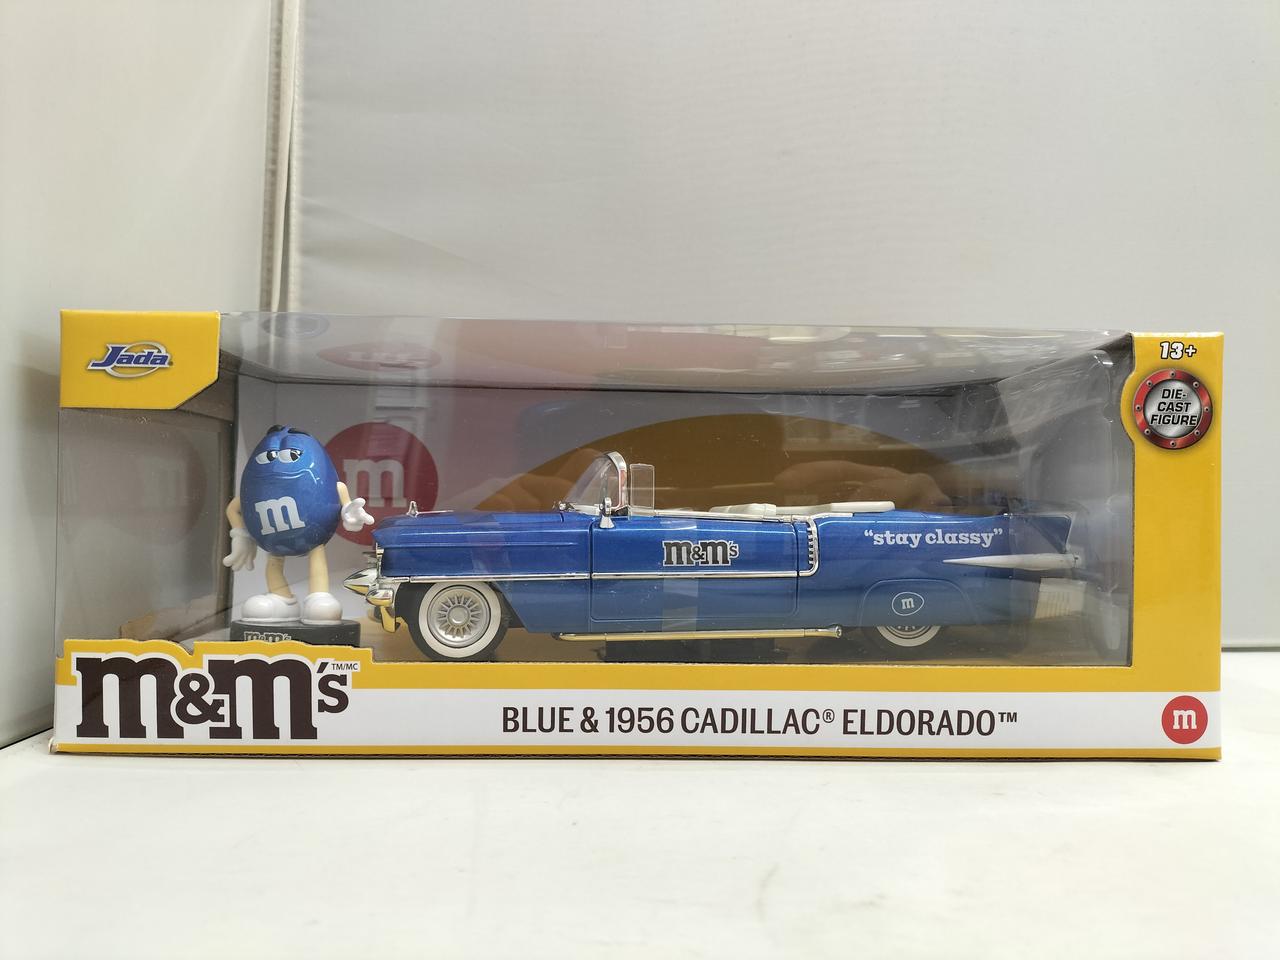 Jada
13+
DIE-
CAST
FIGURE
m
m
m&m's
"stay classy"
m
m&m's
m&m's TM/MC
BLUE & 1956 CADILLAC® ELDORADO™
m